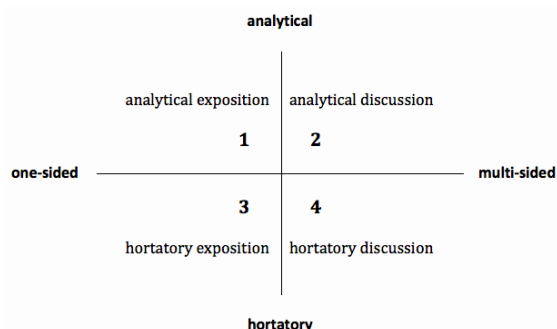 analytical
analytical exposition analytical discussion
1 2
one-sided multi-sided
3 4
hortatory exposition hortatory discussion
hortatory